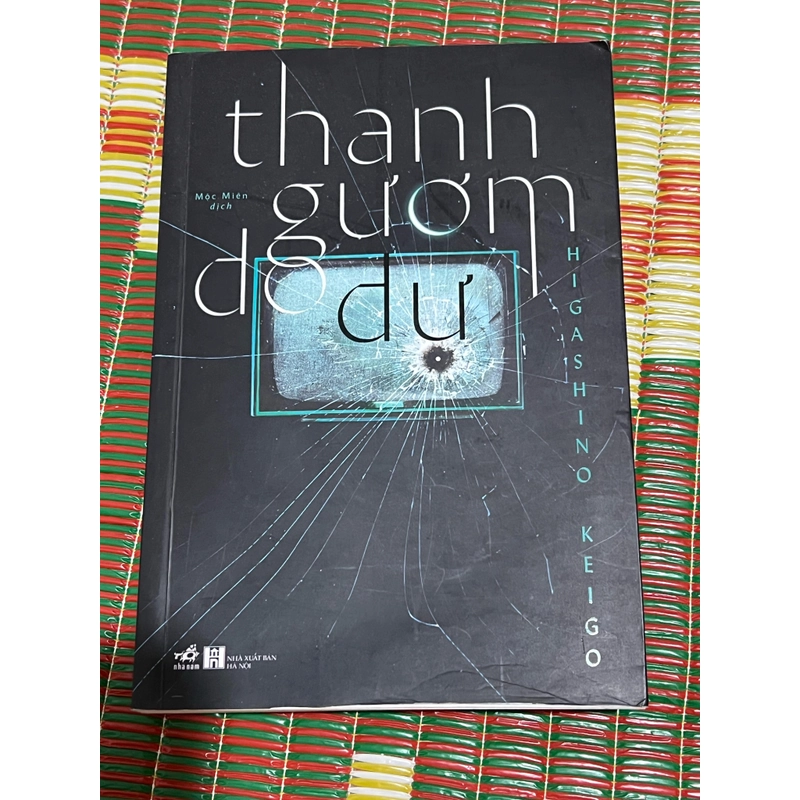 thanh
gươm
do
dự
Mộc Miên
dịch
HIGASHINO KEIGO
nhã nam
NHÀ XUẤT BẢN
HÀ NỘI